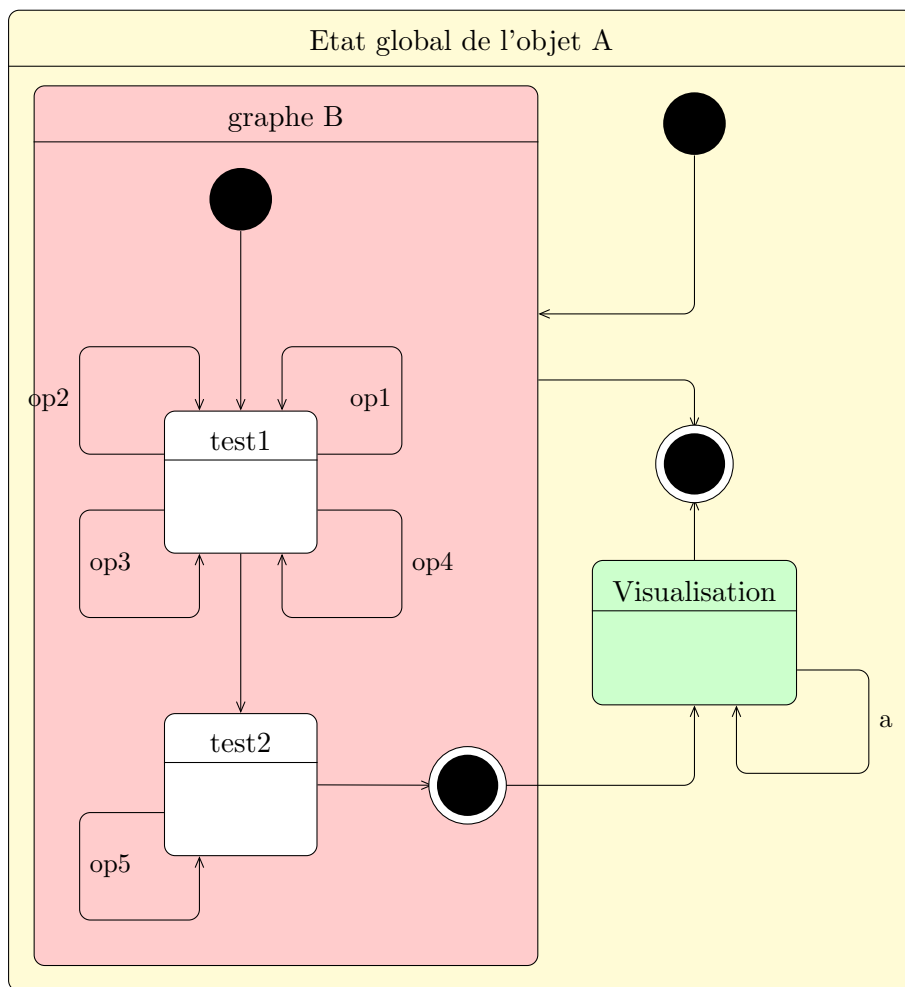 Etat global de l'objet A
graphe B
op2
op1
test1
op3
op4
Visualisation
a
test2
op5